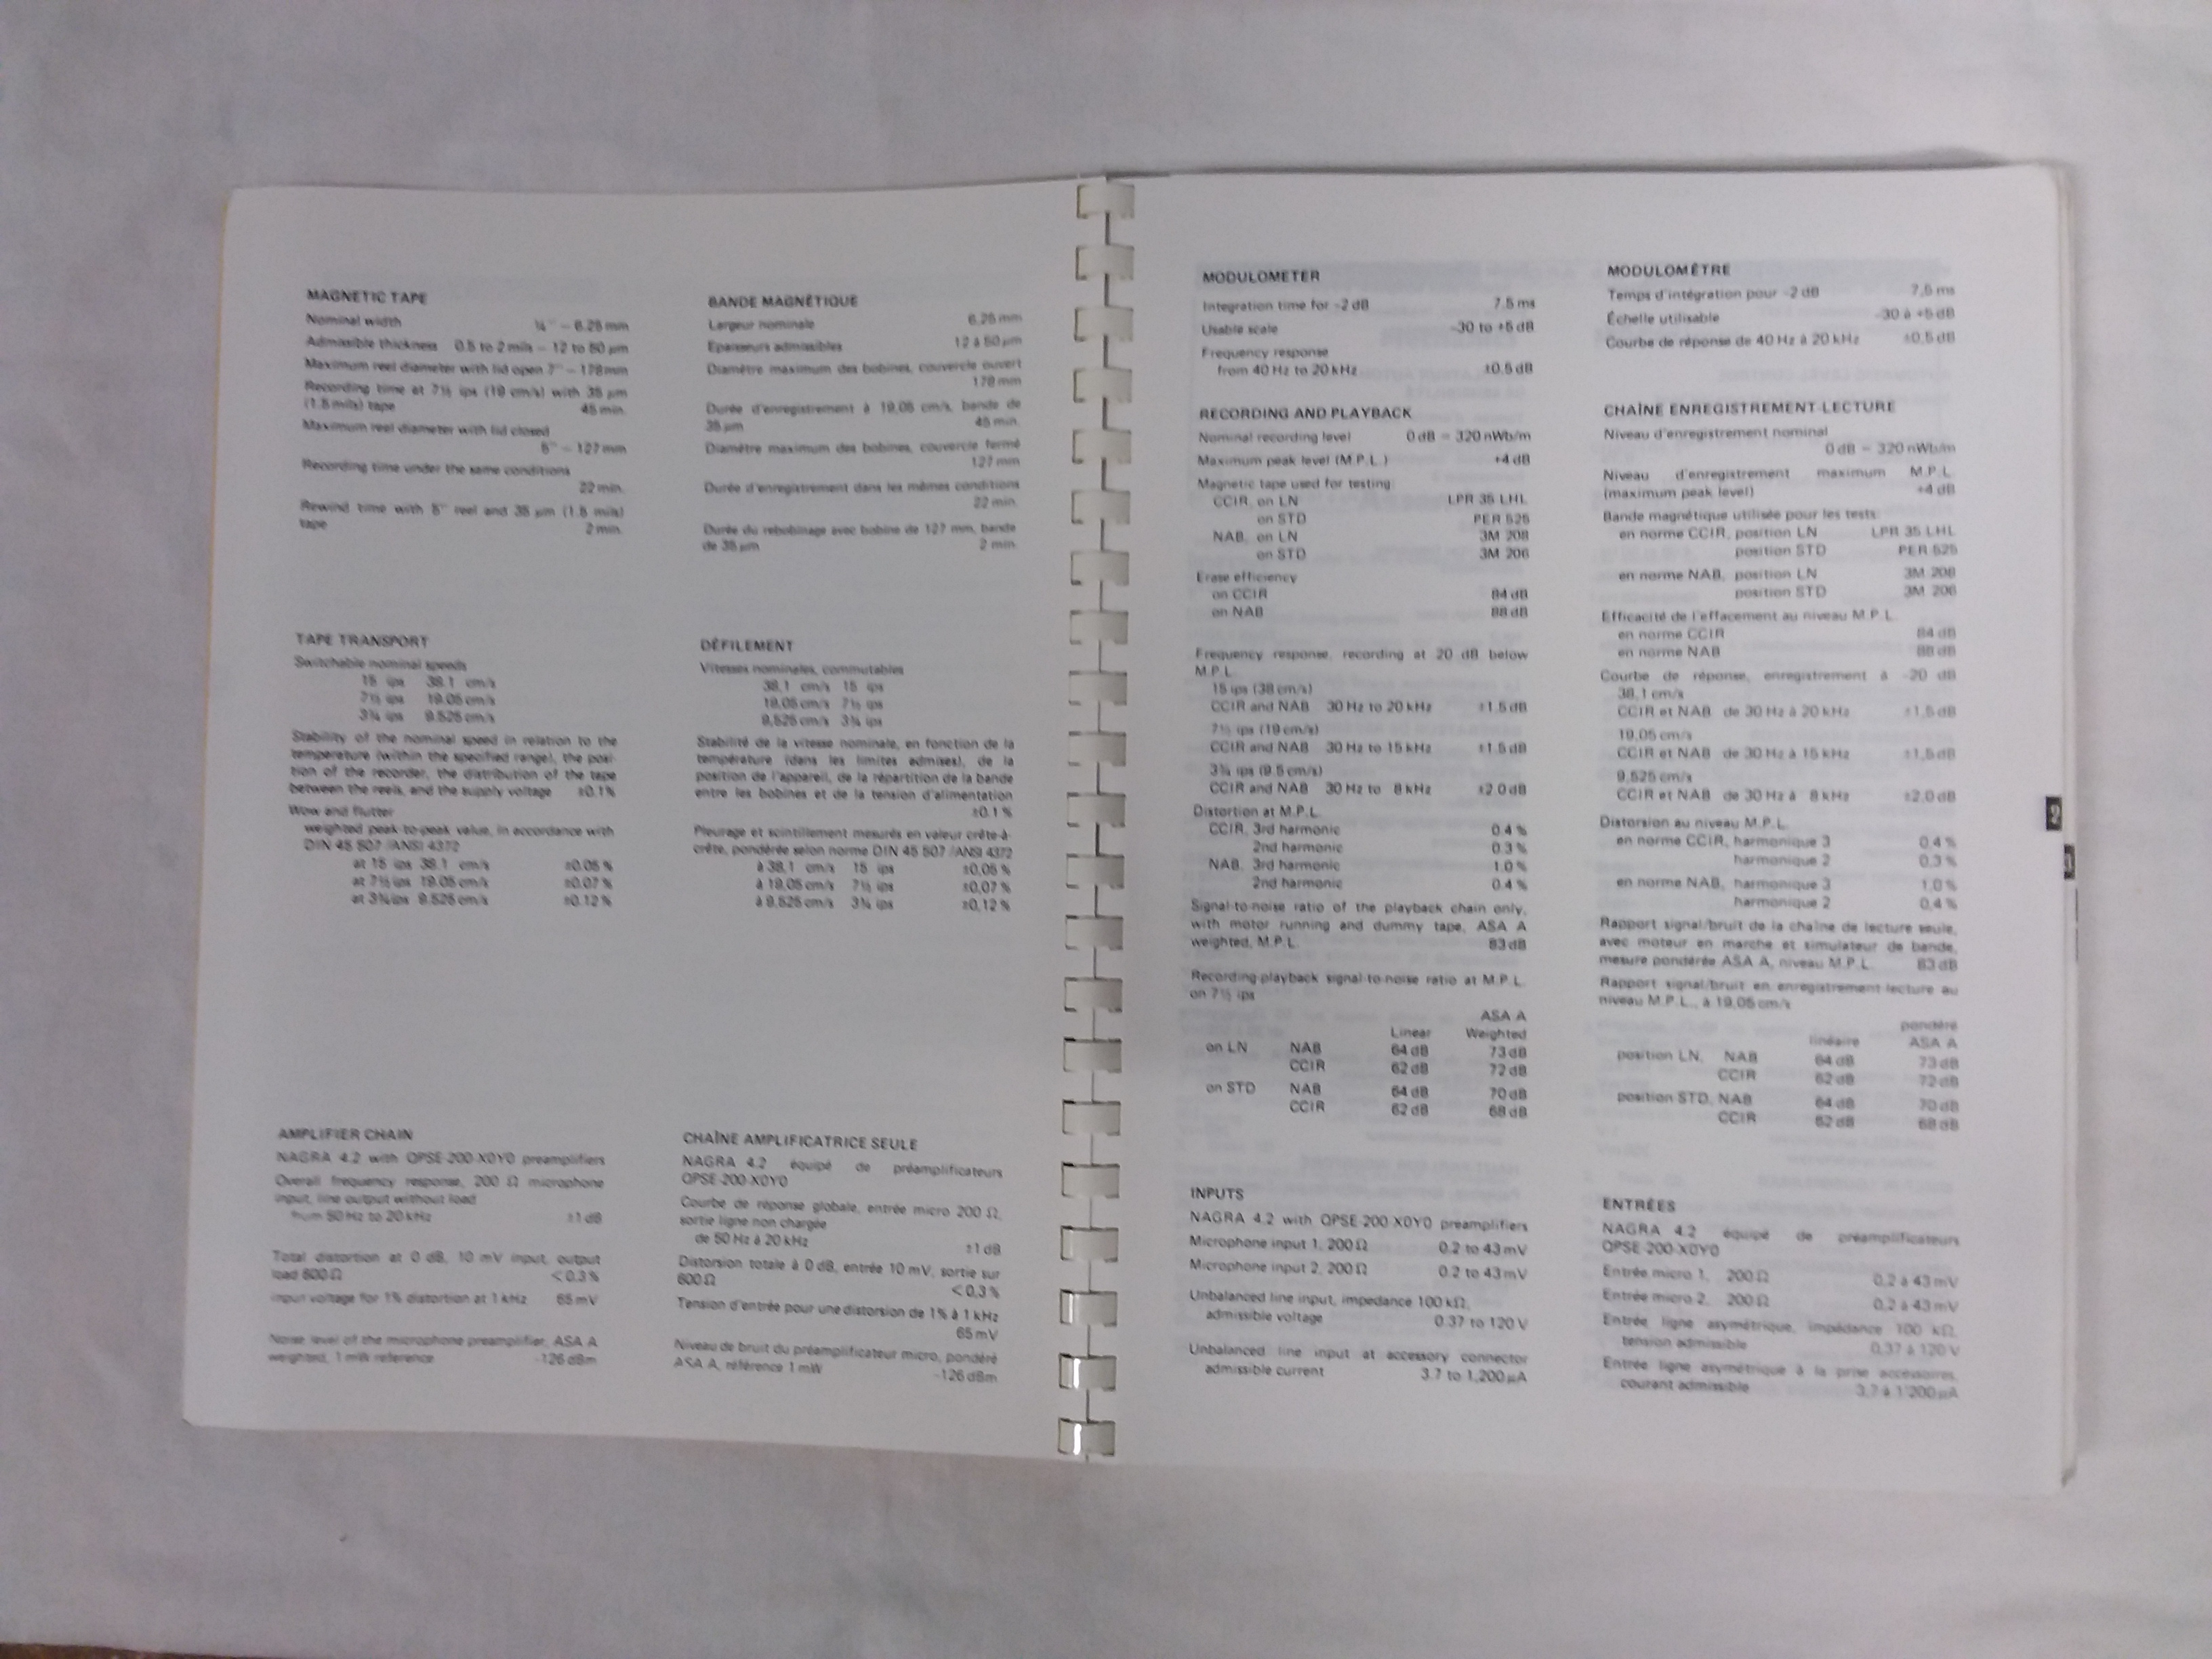 MAGNETIC TAPE
Nominal width ¼'' – 6.25 mm
Admissible thickness 0.5 to 2 mils – 12 to 50 µm
Maximum reel diameter with lid open 7'' – 178 mm
Recording time at 7½ ips (19 cm/s) with 35 µm
(1.5 mils) tape 45 min.
Maximum reel diameter with lid closed
5'' – 127 mm
Recording time under the same conditions
22 min.
Rewind time with 5'' reel and 35 µm (1.5 mils)
tape 2 min.
TAPE TRANSPORT
Switchable nominal speeds
15 ips 38.1 cm/s
7½ ips 19.05 cm/s
3¾ ips 9.525 cm/s
Stability of the nominal speed in relation to the
temperature (within the specified range), the posi-
tion of the recorder, the distribution of the tape
between the reels, and the supply voltage ±0.1%
Wow and flutter
weighted peak-to-peak value, in accordance with
DIN 45 507 /ANSI 4372
at 15 ips 38.1 cm/s ±0.05 %
at 7½ ips 19.05 cm/s ±0.07 %
at 3¾ ips 9.525 cm/s ±0.12 %
AMPLIFIER CHAIN
NAGRA 4.2 with QPSE-200-X0Y0 preamplifiers
Overall frequency response, 200 Ω microphone
input, line output without load
from 50 Hz to 20 kHz ±1 dB
Total distortion at 0 dB, 10 mV input, output
load 600 Ω < 0.3 %
Input voltage for 1% distortion at 1 kHz 65 mV
Noise level of the microphone preamplifier, ASA A
weighted, 1 mW reference -126 dBm
BANDE MAGNÉTIQUE
Largeur nominale 6,25 mm
Epaisseurs admissibles 12 à 50 µm
Diamètre maximum des bobines, couvercle ouvert
178 mm
Durée d'enregistrement à 19,05 cm/s, bande de
35 µm 45 min.
Diamètre maximum des bobines, couvercle fermé
127 mm
Durée d'enregistrement dans les mêmes conditions
22 min.
Durée du rebobinage avec bobine de 127 mm, bande
de 35 µm 2 min.
DÉFILEMENT
Vitesses nominales, commutables
38,1 cm/s 15 ips
19,05 cm/s 7½ ips
9,525 cm/s 3¾ ips
Stabilité de la vitesse nominale, en fonction de la
température (dans les limites admises), de la
position de l'appareil, de la répartition de la bande
entre les bobines et de la tension d'alimentation
±0.1 %
Pleurage et scintillement mesurés en valeur crête-à-
crête, pondérée selon norme DIN 45 507 /ANSI 4372
à 38,1 cm/s 15 ips ±0,05 %
à 19,05 cm/s 7½ ips ±0,07 %
à 9,525 cm/s 3¾ ips ±0,12 %
CHAÎNE AMPLIFICATRICE SEULE
NAGRA 4.2 équipé de préamplificateurs
QPSE-200-X0Y0
Courbe de réponse globale, entrée micro 200 Ω,
sortie ligne non chargée
de 50 Hz à 20 kHz ±1 dB
Distorsion totale à 0 dB, entrée 10 mV, sortie sur
600 Ω < 0,3 %
Tension d'entrée pour une distorsion de 1% à 1 kHz
65 mV
Niveau de bruit du préamplificateur micro, pondéré
ASA A, référence 1 mW -126 dBm
MODULOMETER
Integration time for -2 dB 7.5 ms
Usable scale -30 to +5 dB
Frequency response
from 40 Hz to 20 kHz ±0.5 dB
RECORDING AND PLAYBACK
Nominal recording level 0 dB = 320 nWb/m
Maximum peak level (M.P.L.) +4 dB
Magnetic tape used for testing
CCIR, on LN LPR 35 LHL
on STD PER 525
NAB, on LN 3M 208
on STD 3M 206
Erase efficiency
on CCIR 84 dB
on NAB 88 dB
Frequency response, recording at 20 dB below
M.P.L.
15 ips (38 cm/s)
CCIR and NAB 30 Hz to 20 kHz ±1.5 dB
7½ ips (19 cm/s)
CCIR and NAB 30 Hz to 15 kHz ±1.5 dB
3¾ ips (9.5 cm/s)
CCIR and NAB 30 Hz to 8 kHz ±2.0 dB
Distortion at M.P.L.
CCIR, 3rd harmonic 0.4 %
2nd harmonic 0.3 %
NAB, 3rd harmonic 1.0 %
2nd harmonic 0.4 %
Signal-to-noise ratio of the playback chain only,
with motor running and dummy tape, ASA A
weighted, M.P.L. 83 dB
Recording-playback signal-to-noise ratio at M.P.L.
on 7½ ips
ASA A
Linear Weighted
on LN NAB 64 dB 73 dB
CCIR 62 dB 72 dB
on STD NAB 64 dB 70 dB
CCIR 62 dB 68 dB
INPUTS
NAGRA 4.2 with QPSE-200-X0Y0 preamplifiers
Microphone input 1, 200 Ω 0.2 to 43 mV
Microphone input 2, 200 Ω 0.2 to 43 mV
Unbalanced line input, impedance 100 kΩ,
admissible voltage 0.37 to 120 V
Unbalanced line input at accessory connector
admissible current 3.7 to 1,200 µA
MODULOMÈTRE
Temps d'intégration pour -2 dB 7,5 ms
Échelle utilisable -30 à +5 dB
Courbe de réponse de 40 Hz à 20 kHz ±0.5 dB
CHAÎNE ENREGISTREMENT-LECTURE
Niveau d'enregistrement nominal
0 dB = 320 nWb/m
Niveau d'enregistrement maximum M.P.L.
(maximum peak level) +4 dB
Bande magnétique utilisée pour les tests
en norme CCIR, position LN LPR 35 LHL
position STD PER 525
en norme NAB, position LN 3M 208
position STD 3M 206
Efficacité de l'effacement au niveau M.P.L.
en norme CCIR 84 dB
en norme NAB 88 dB
Courbe de réponse, enregistrement à -20 dB
38,1 cm/s
CCIR et NAB de 30 Hz à 20 kHz ±1,5 dB
19,05 cm/s
CCIR et NAB de 30 Hz à 15 kHz ±1,5 dB
9,525 cm/s
CCIR et NAB de 30 Hz à 8 kHz ±2,0 dB
Distorsion au niveau M.P.L.
en norme CCIR, harmonique 3 0.4 %
harmonique 2 0.3 %
en norme NAB, harmonique 3 1,0 %
harmonique 2 0,4 %
Rapport signal/bruit de la chaîne de lecture seule,
avec moteur en marche et simulateur de bande,
mesure pondérée ASA A, niveau M.P.L. 83 dB
Rapport signal/bruit en enregistrement-lecture au
niveau M.P.L., à 19,05 cm/s
pondéré
linéaire ASA A
position LN, NAB 64 dB 73 dB
CCIR 62 dB 72 dB
position STD, NAB 64 dB 70 dB
CCIR 62 dB 68 dB
ENTRÉES
NAGRA 4.2 équipé de préamplificateurs
QPSE-200-X0Y0
Entrée micro 1, 200 Ω 0,2 à 43 mV
Entrée micro 2, 200 Ω 0,2 à 43 mV
Entrée ligne asymétrique, impédance 100 kΩ,
tension admissible 0,37 à 120 V
Entrée ligne asymétrique à la prise accessoires,
courant admissible 3,7 à 1'200 µA
2